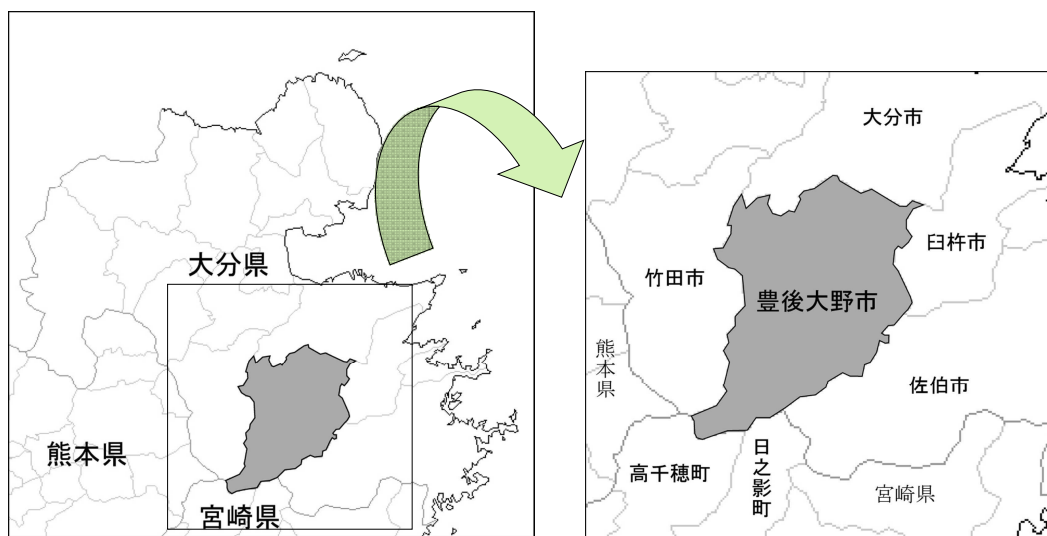 大分県
熊本県
宮崎県
大分市
臼杵市
竹田市
豊後大野市
熊本県
佐伯市
高千穂町
日之影町
宮崎県